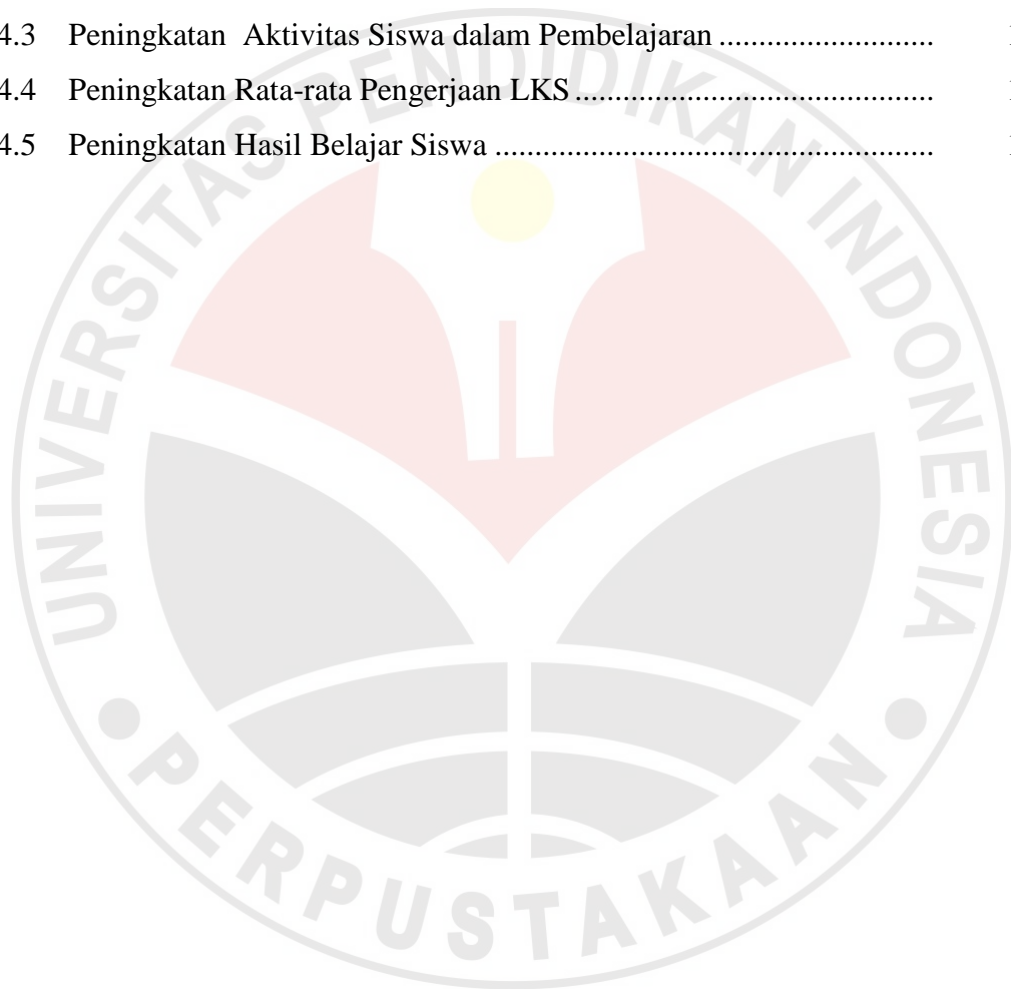 4.3 Peningkatan Aktivitas Siswa dalam Pembelajaran ...........................
4.4 Peningkatan Rata-rata Pengerjaan LKS .............................................
4.5 Peningkatan Hasil Belajar Siswa .......................................................
UNIVERSITAS PENDIDIKAN INDONESIA
PERPUSTAKAAN